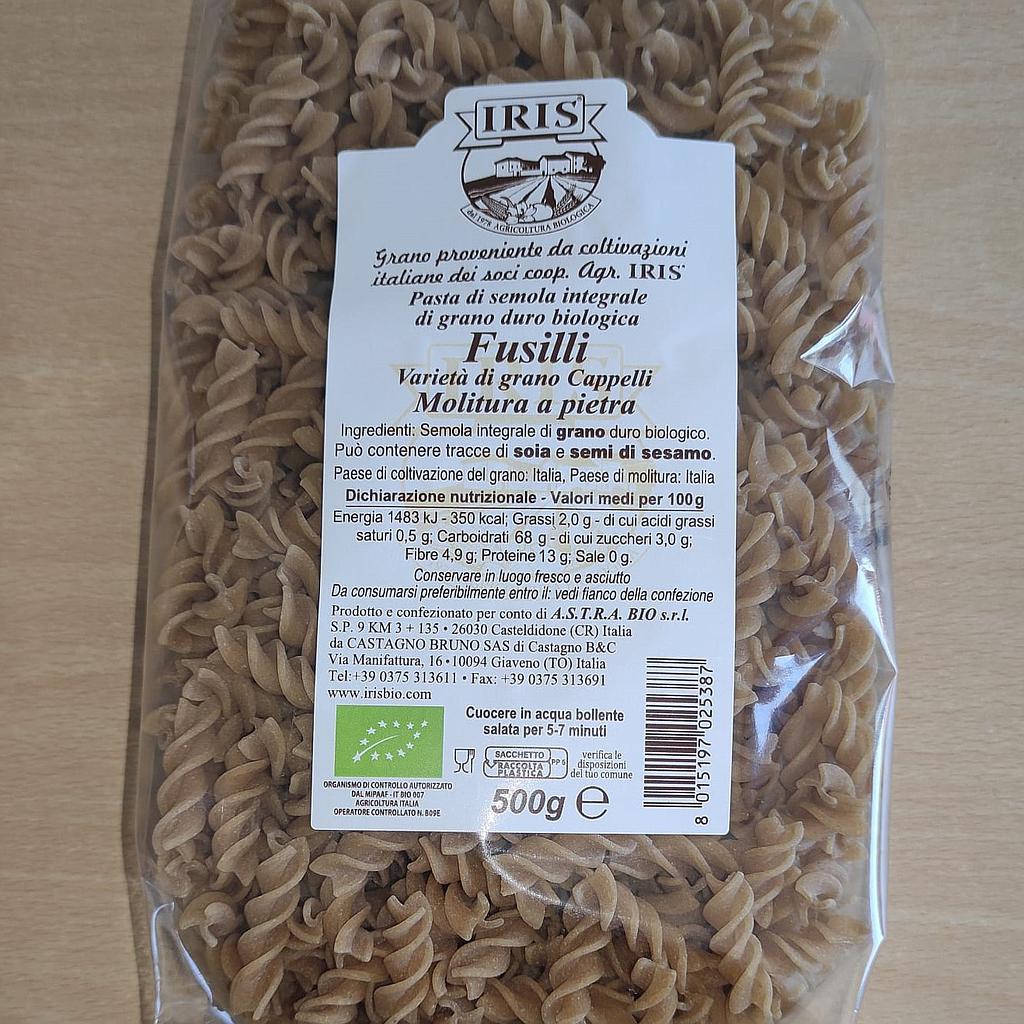 IRIS
dal 1978 AGRICOLTURA BIOLOGICA
Grano proveniente da coltivazioni
italiane dei soci coop. Agr. IRIS
Pasta di semola integrale
di grano duro biologica
Fusilli
Varietà di grano Cappelli
Molitura a pietra
Ingredienti: Semola integrale di grano duro biologico.
Può contenere tracce di soia e semi di sesamo.
Paese di coltivazione del grano: Italia, Paese di molitura: Italia
Dichiarazione nutrizionale - Valori medi per 100g
Energia 1483 kJ - 350 kcal; Grassi 2,0 g - di cui acidi grassi
saturi 0,5 g; Carboidrati 68 g - di cui zuccheri 3,0 g;
Fibre 4,9 g; Proteine 13 g; Sale 0 g.
Conservare in luogo fresco e asciutto
Da consumarsi preferibilmente entro il: vedi fianco della confezione
Prodotto e confezionato per conto di A.S.T.R.A. BIO s.r.l.
S.P. 9 KM 3 + 135 • 26030 Casteldidone (CR) Italia
da CASTAGNO BRUNO SAS di Castagno B&C
Via Manifattura, 16 • 10094 Giaveno (TO) Italia
Tel:+39 0375 313611 • Fax: +39 0375 313691
www.irisbio.com
Cuocere in acqua bollente
salata per 5-7 minuti
SACCHETTO
RACCOLTA
PLASTICA
PP 5
verifica le
disposizioni
del tuo comune
ORGANISMO DI CONTROLLO AUTORIZZATO
DAL MIPAAF - IT BIO 007
AGRICOLTURA ITALIA
OPERATORE CONTROLLATO N. B09E
500g e
8 015197 025387